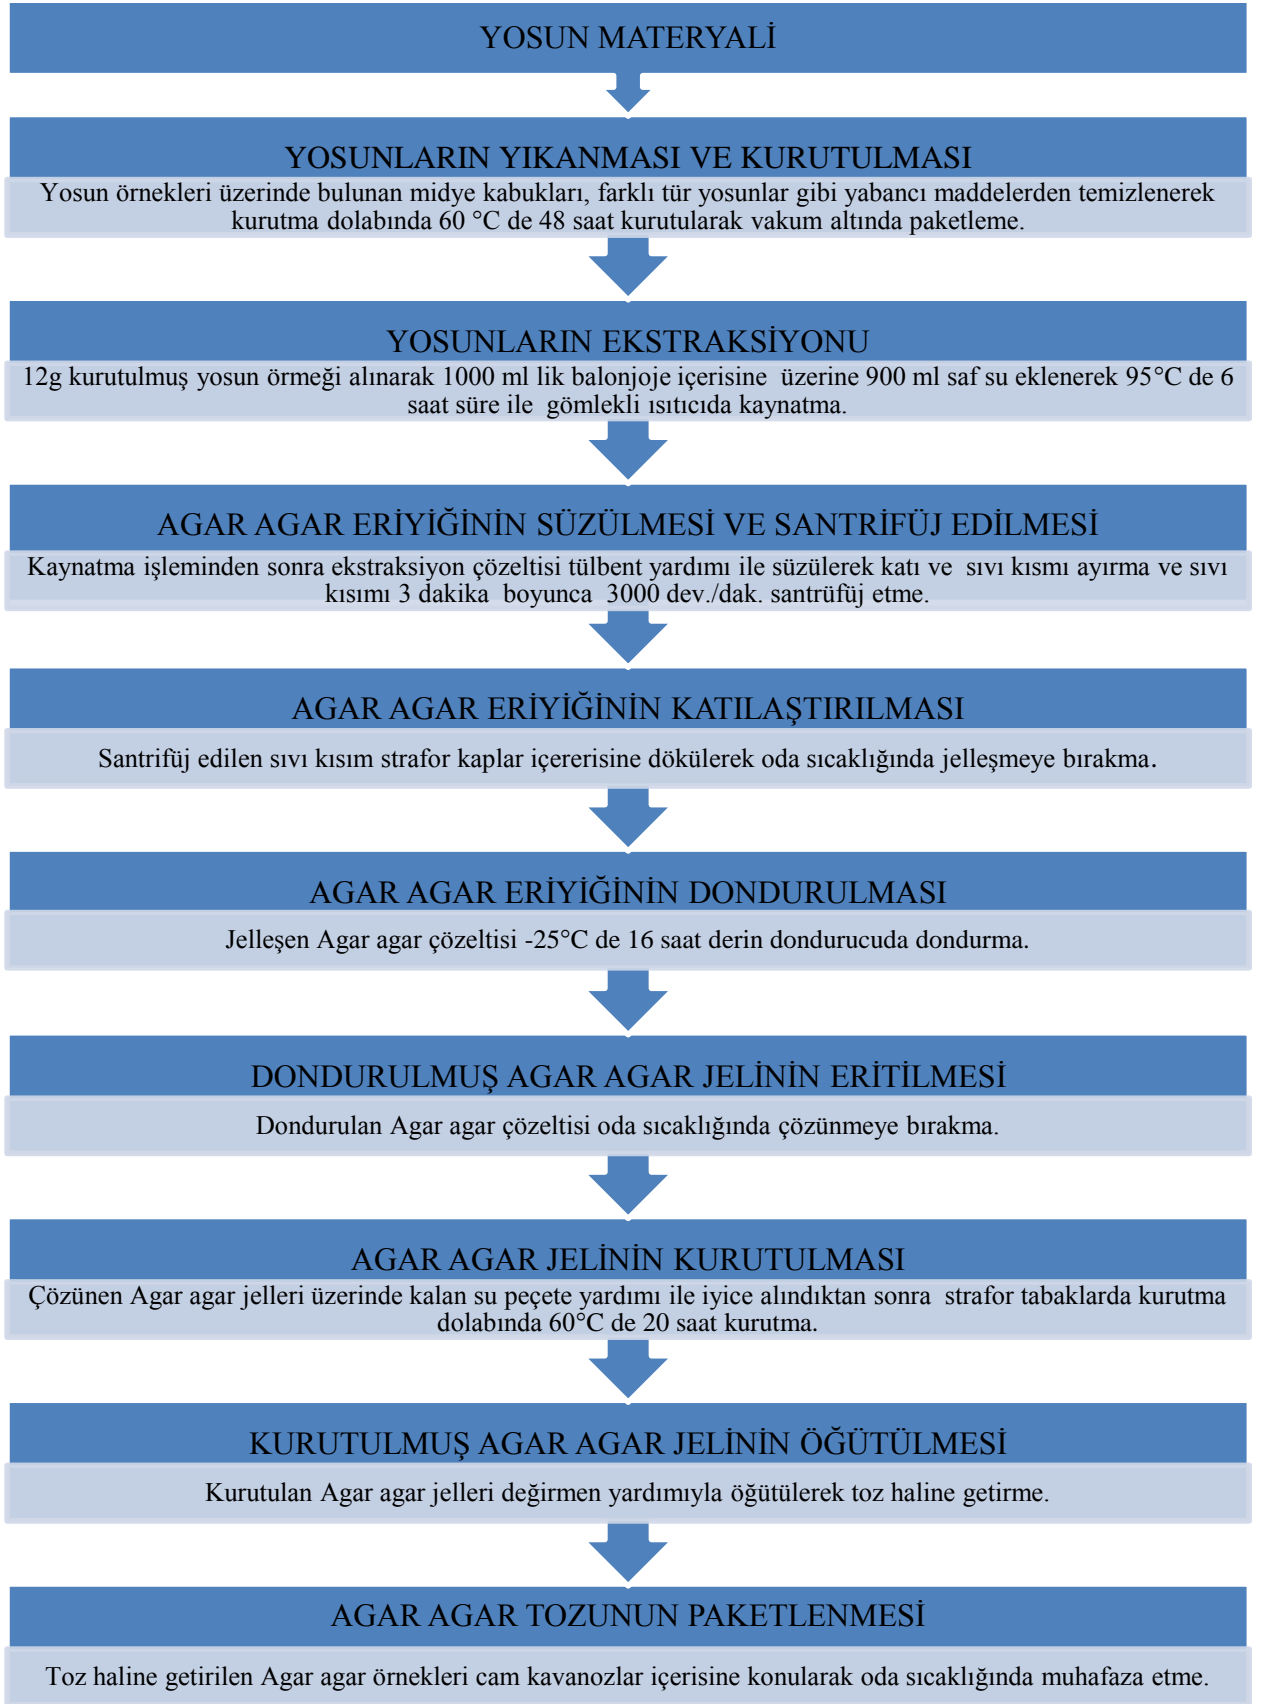 YOSUN MATERYALİ
YOSUNLARIN YIKANMASI VE KURUTULMASI
Yosun örnekleri üzerinde bulunan midye kabukları, farklı tür yosunlar gibi yabancı maddelerden temizlenerek
kurutma dolabında 60 °C de 48 saat kurutularak vakum altında paketleme.
YOSUNLARIN EKSTRAKSİYONU
12g kurutulmuş yosun örmeği alınarak 1000 ml lik balonjoje içerisine üzerine 900 ml saf su eklenerek 95°C de 6
saat süre ile gömlekli ısıtıcıda kaynatma.
AGAR AGAR ERİYİĞİNİN SÜZÜLMESİ VE SANTRİFÜJ EDİLMESİ
Kaynatma işleminden sonra ekstraksiyon çözeltisi tülbent yardımı ile süzülerek katı ve sıvı kısmı ayırma ve sıvı
kısımı 3 dakika boyunca 3000 dev./dak. santrüfüj etme.
AGAR AGAR ERİYİĞİNİN KATILAŞTIRILMASI
Santrifüj edilen sıvı kısım strafor kaplar içererisine dökülerek oda sıcaklığında jelleşmeye bırakma.
AGAR AGAR ERİYİĞİNİN DONDURULMASI
Jelleşen Agar agar çözeltisi -25°C de 16 saat derin dondurucuda dondurma.
DONDURULMUŞ AGAR AGAR JELİNİN ERİTİLMESİ
Dondurulan Agar agar çözeltisi oda sıcaklığında çözünmeye bırakma.
AGAR AGAR JELİNİN KURUTULMASI
Çözünen Agar agar jelleri üzerinde kalan su peçete yardımı ile iyice alındıktan sonra strafor tabaklarda kurutma
dolabında 60°C de 20 saat kurutma.
KURUTULMUŞ AGAR AGAR JELİNİN ÖĞÜTÜLMESİ
Kurutulan Agar agar jelleri değirmen yardımıyla öğütülerek toz haline getirme.
AGAR AGAR TOZUNUN PAKETLENMESİ
Toz haline getirilen Agar agar örnekleri cam kavanozlar içerisine konularak oda sıcaklığında muhafaza etme.